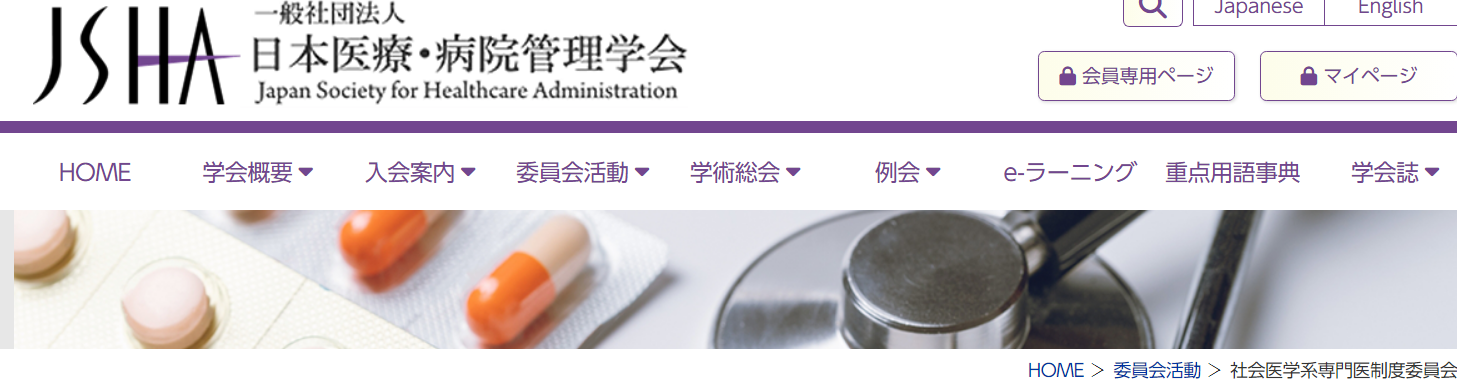 一般社団法人
JSHA
日本医療・病院管理学会
Japan Society for Healthcare Administration
Japanese
English
会員専用ページ
マイページ
HOME
学会概要
入会案内
委員会活動
学術総会
例会
e-ラーニング
重点用語事典
学会誌
HOME > 委員会活動 > 社会医学系専門医制度委員会